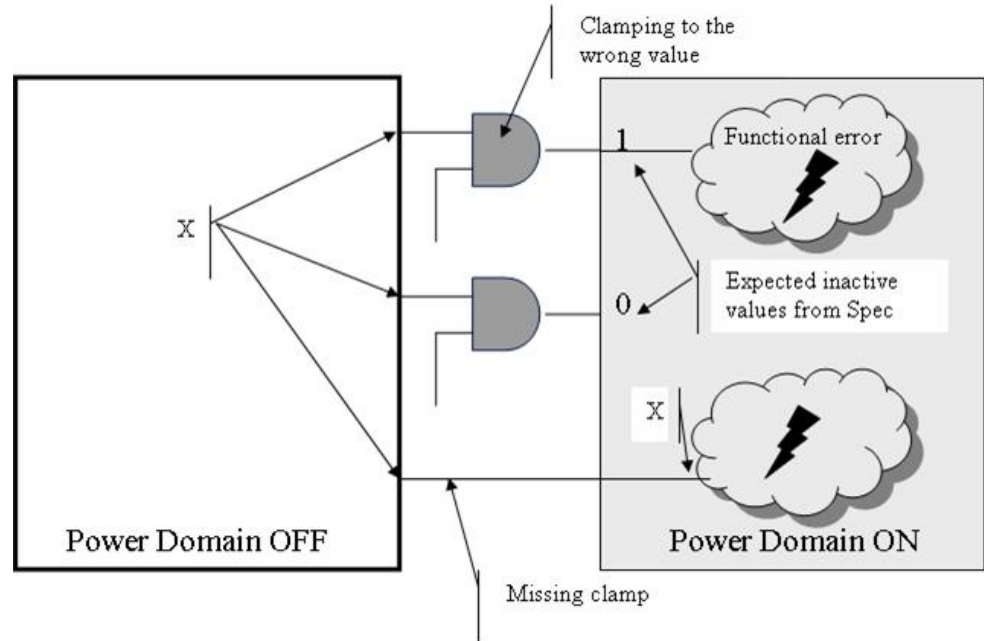 Clamping to the
wrong value
1
Functional error
X
Expected inactive
values from Spec
0
X
Power Domain OFF
Power Domain ON
Missing clamp